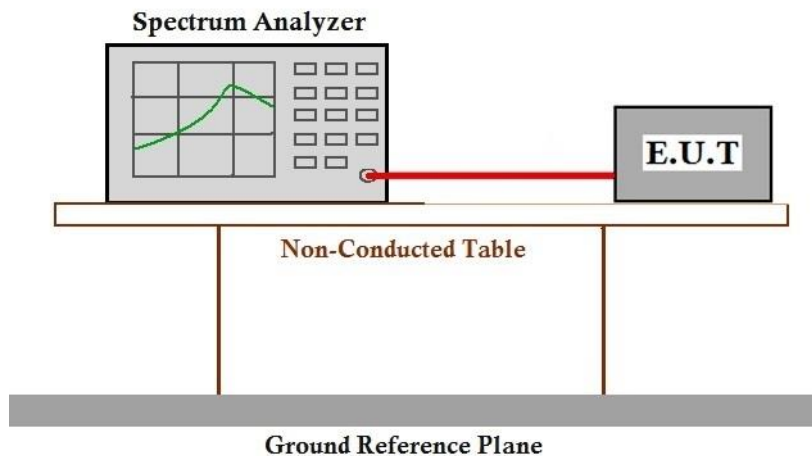 Spectrum Analyzer
E.U.T
Non-Conducted Table
Ground Reference Plane